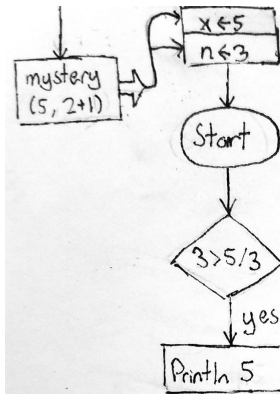 mystery
(5, 2+1)
x←5
n←3
Start
3>5/3
yes
Println 5